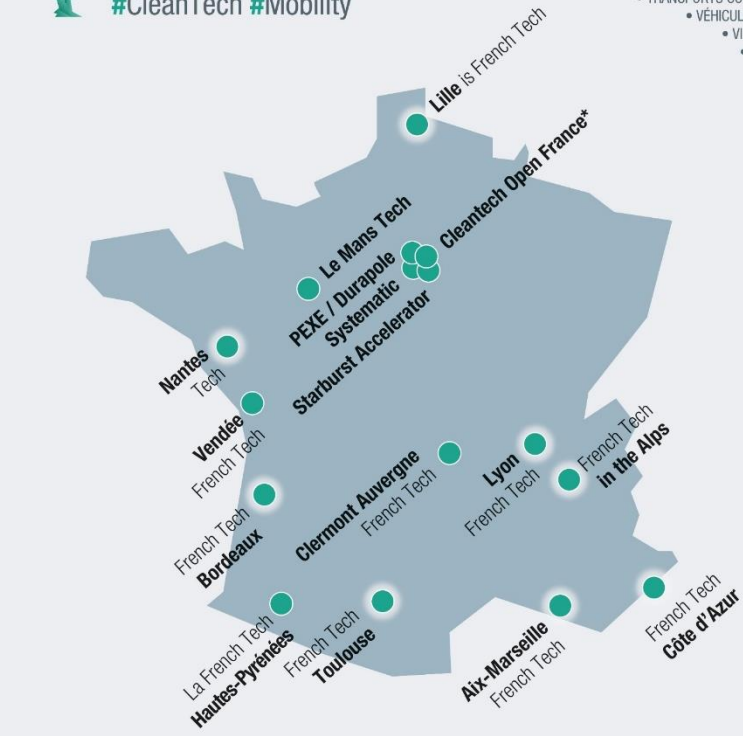 #CleanTech #Mobility
• VÉHICUL
• VI
Lille is French Tech
Cleantech Open France*
Le Mans Tech
PEXE / Durapole
Systematic
Starburst Accelerator
Nantes
Tech
Vendée
French Tech
Clermont Auvergne
French Tech
Lyon
French Tech
French Tech
in the Alps
French Tech
Bordeaux
La French Tech
Hautes-Pyrénées
French Tech
Toulouse
Aix-Marseille
French Tech
French Tech
Côte d'Azur